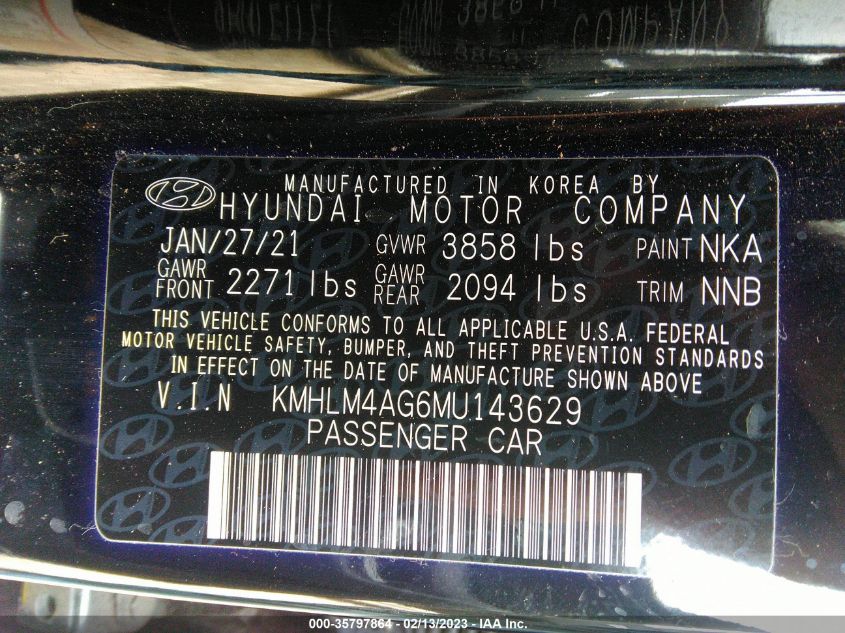 MANUFACTURED IN KOREA BY
HYUNDAI MOTOR COMPANY
JAN/27/21 GVWR 3858 lbs PAINT NKA
GAWR FRONT 2271 lbs GAWR REAR 2094 lbs TRIM NNB
THIS VEHICLE CONFORMS TO ALL APPLICABLE U.S.A. FEDERAL
MOTOR VEHICLE SAFETY, BUMPER, AND THEFT PREVENTION STANDARDS
IN EFFECT ON THE DATE OF MANUFACTURE SHOWN ABOVE
V.I.N KMHLM4AG6MU143629
PASSENGER CAR
000-35797864 - 02/13/2023 - IAA Inc.